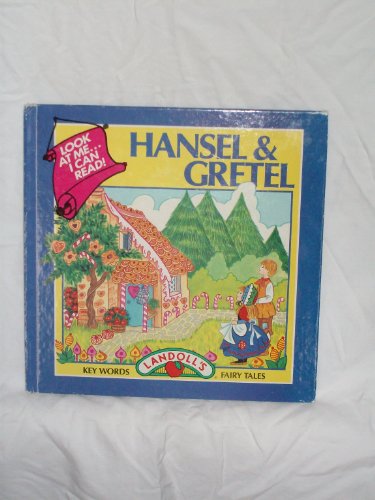 LOOK
AT ME...
I CAN
READ!
HANSEL &
GRETEL
KEY WORDS
LANDOLL'S
FAIRY TALES